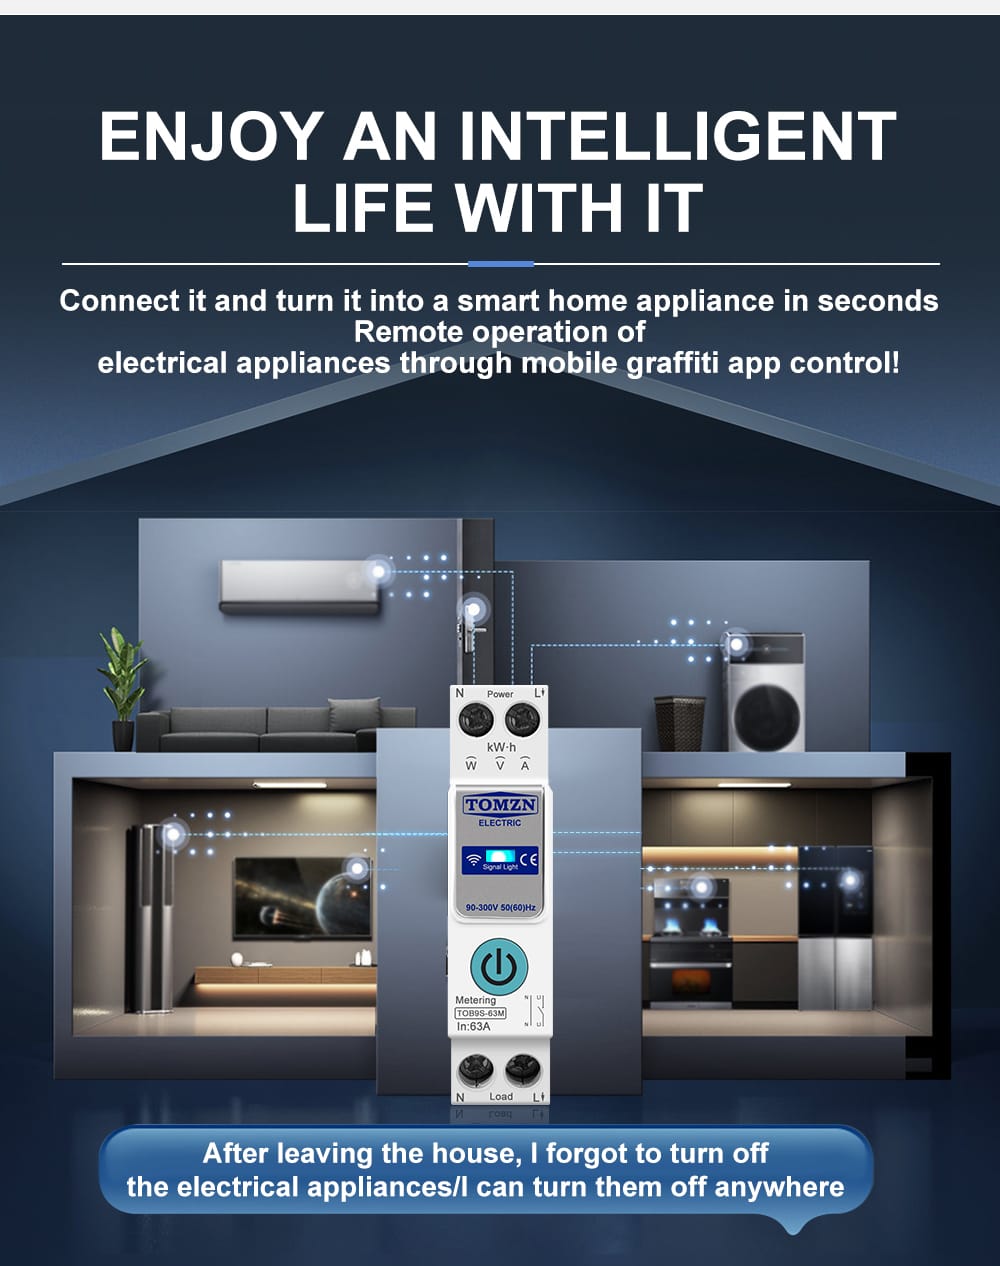 ENJOY AN INTELLIGENT
LIFE WITH IT
Connect it and turn it into a smart home appliance in seconds
Remote operation of
electrical appliances through mobile graffiti app control!
N Power L
kW·h
W V A
TOMZN
ELECTRIC
Signal Light CE
90-300V 50(60)Hz
Metering
TOB9S-63M
In:63A
N U
N U
N Load L
After leaving the house, I forgot to turn off
the electrical appliances/I can turn them off anywhere